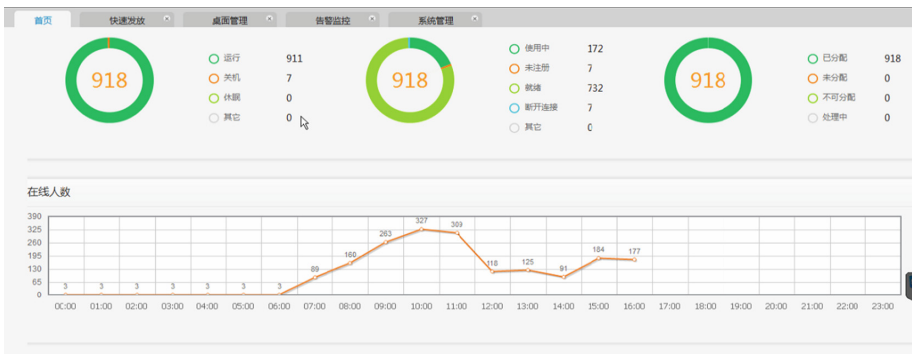 首页 快速发放 桌面管理 告警监控 系统管理
918
运行 911
关机 7
休眠 0
其它 0
918
使用中 172
未注册 7
就绪 732
断开连接 7
其它 0
918
已分配 918
未分配 0
不可分配 0
处理中 0
在线人数
390
325
260
195
130
65
0
3 3 3 3 3 3 3 89 160 263 327 309 118 125 91 184 177
00:00 01:00 02:00 03:00 04:00 05:00 06:00 07:00 08:00 09:00 10:00 11:00 12:00 13:00 14:00 15:00 16:00 17:00 18:00 19:00 20:00 21:00 22:00 23:00